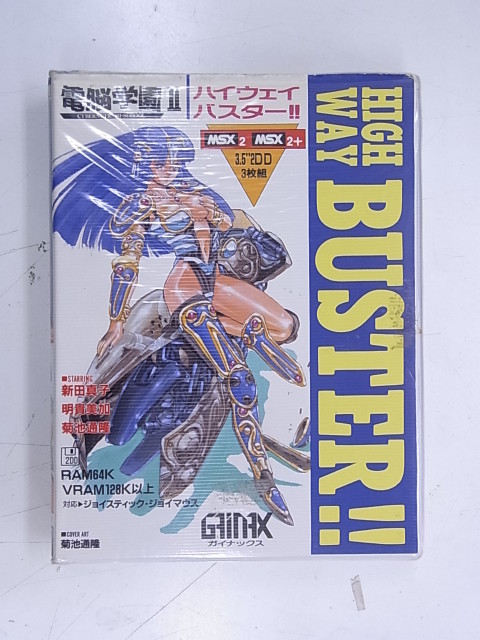 電脳学園II
ハイウェイ
バスター!!
MSX 2 MSX 2+
3.5"2DD
3枚組
HIGH
WAY
BUSTER!!
■STARRING
新田真子
明貴美加
菊池通隆
200
RAM64K
VRAM128K以上
対応▶ジョイスティック・ジョイマウス
■COVER ART
菊池通隆
GAINAX
ガイナックス